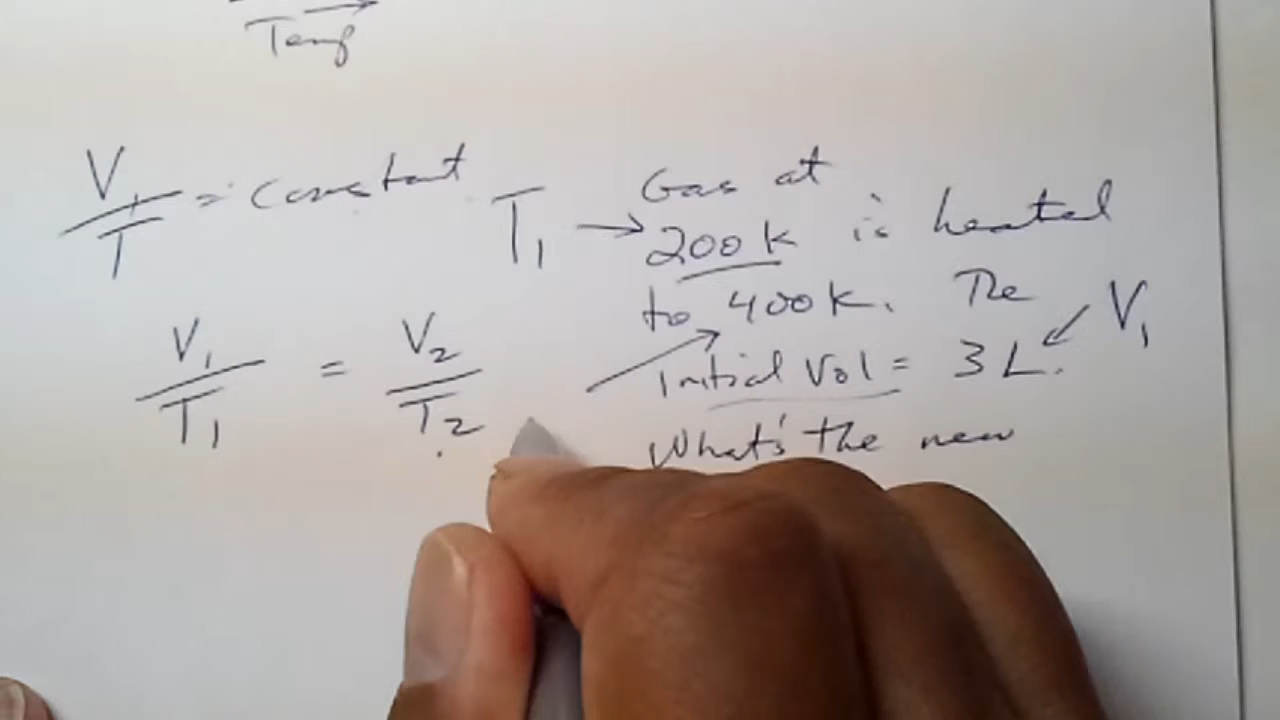 Temp
V
= constant
T
T1 → Gas at
200 K is heated
to 400 K. The
Initial Vol = 3 L. V1
What's the new
V1 = V2
T1 T2